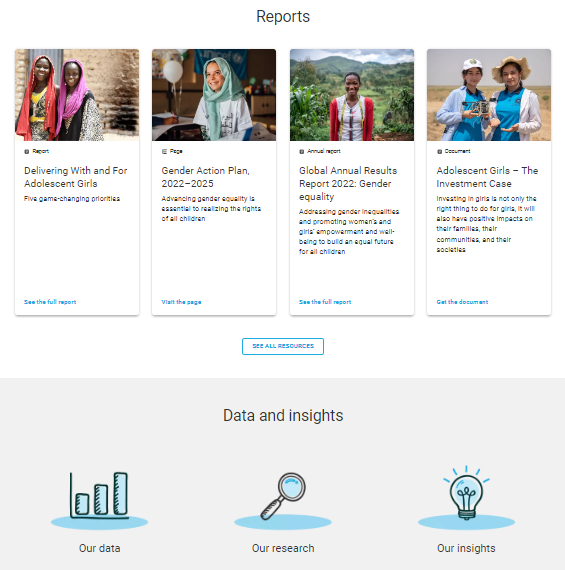 Reports
Report
Delivering With and For
Adolescent Girls
Five game-changing priorities
See the full report
Page
Gender Action Plan,
2022–2025
Advancing gender equality is
essential to realizing the rights
of all children
Visit the page
Annual report
Global Annual Results
Report 2022: Gender
equality
Addressing gender inequalities
and promoting women's and
girls' empowerment and well-
being to build an equal future
for all children
See the full report
Document
Adolescent Girls – The
Investment Case
Investing in girls is not only the
right thing to do for girls, it will
also have positive impacts on
their families, their
communities, and their
societies
Get the document
SEE ALL RESOURCES
Data and insights
Our data
Our research
Our insights